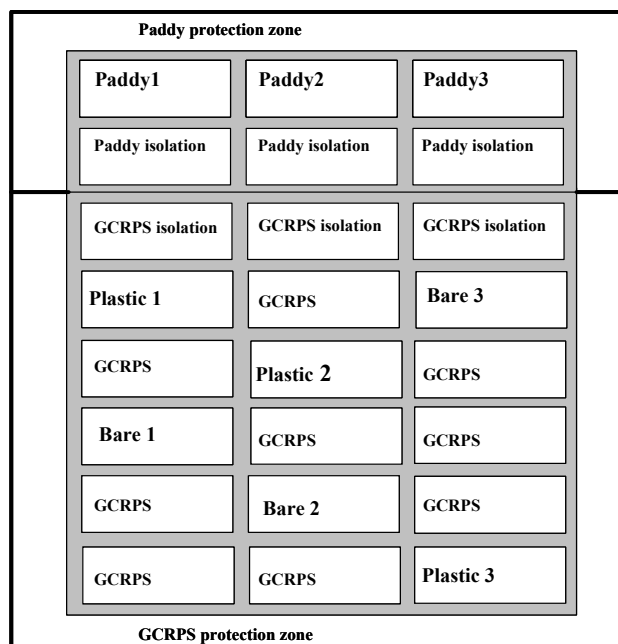 Paddy protection zone
Paddy1 Paddy2 Paddy3
Paddy isolation Paddy isolation Paddy isolation
GCRPS isolation GCRPS isolation GCRPS isolation
Plastic 1 GCRPS Bare 3
GCRPS Plastic 2 GCRPS
Bare 1 GCRPS GCRPS
GCRPS Bare 2 GCRPS
GCRPS GCRPS Plastic 3
GCRPS protection zone